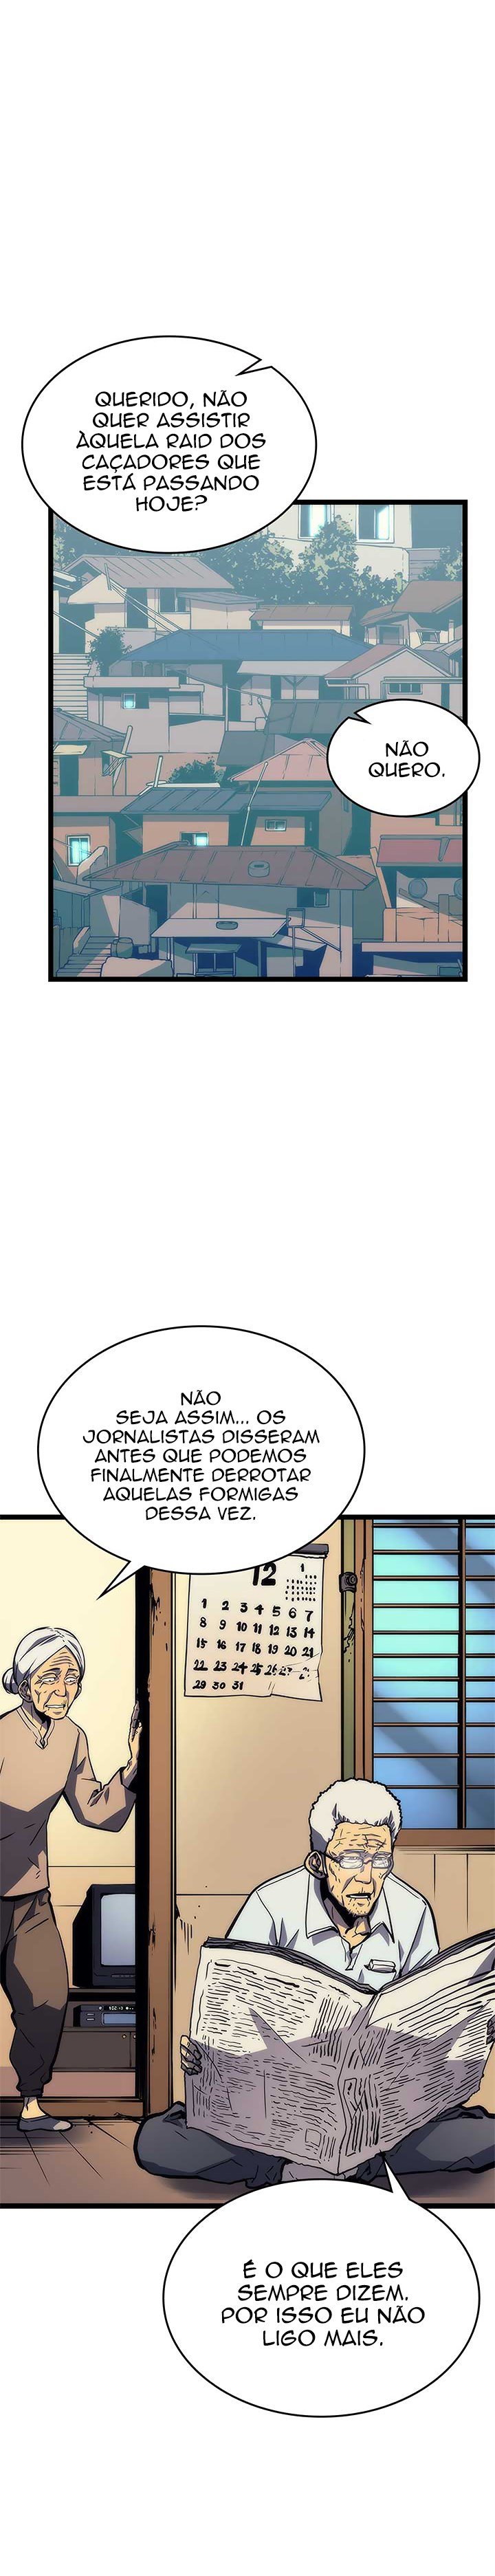 QUERIDO, NÃO
QUER ASSISTIR
ÀQUELA RAID DOS
CAÇADORES QUE
ESTÁ PASSANDO
HOJE?
NÃO
QUERO.
NÃO
SEJA ASSIM... OS
JORNALISTAS DISSERAM
ANTES QUE PODEMOS
FINALMENTE DERROTAR
AQUELAS FORMIGAS
DESSA VEZ.
12 1
1 2 3 4 5 6 7
8 9 10 11 12 13 14
15 16 17 18 19 20 21
22 23 24 25 26 27
29 30 31
É O QUE ELES
SEMPRE DIZEM.
POR ISSO EU NÃO
LIGO MAIS.